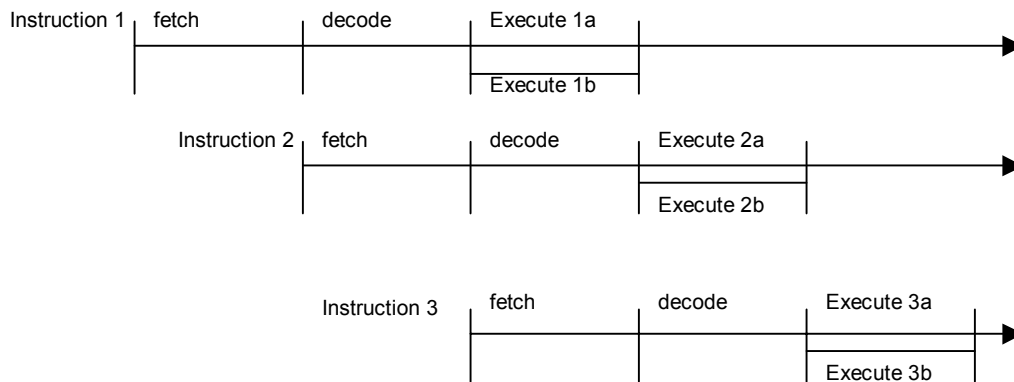 Instruction 1 fetch decode Execute 1a
Execute 1b
Instruction 2 fetch decode Execute 2a
Execute 2b
Instruction 3 fetch decode Execute 3a
Execute 3b